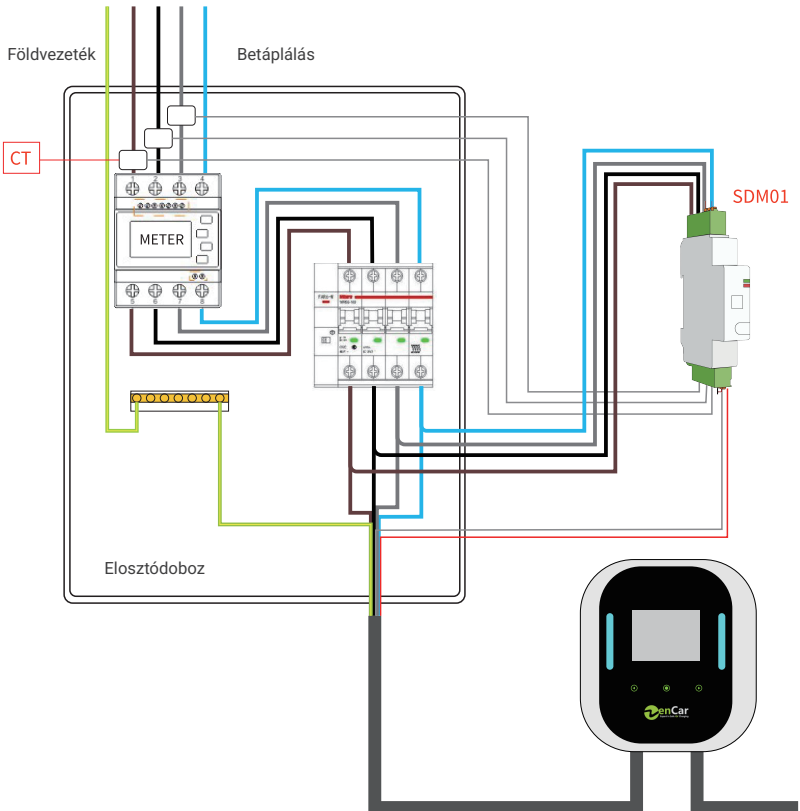 Földvezeték
Betáplálás
CT
1 2 3 4
METER
SDM01
5 6 7 8
Elosztódoboz
enCar